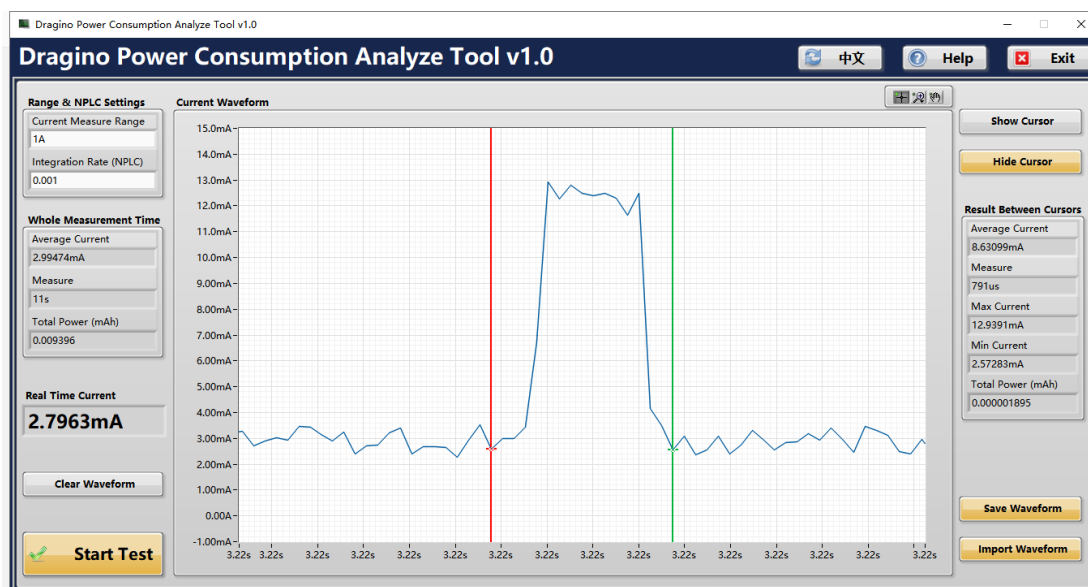 Dragino Power Consumption Analyze Tool v1.0
Dragino Power Consumption Analyze Tool v1.0
中文
Help
Exit
Range & NPLC Settings
Current Measure Range
1A
Integration Rate (NPLC)
0.001
Whole Measurement Time
Average Current
2.99474mA
Measure
11s
Total Power (mAh)
0.009396
Real Time Current
2.7963mA
Clear Waveform
Start Test
Current Waveform
15.0mA
14.0mA
13.0mA
12.0mA
11.0mA
10.0mA
9.00mA
8.00mA
7.00mA
6.00mA
5.00mA
4.00mA
3.00mA
2.00mA
1.00mA
0.00A
-1.00mA
3.22s 3.22s 3.22s 3.22s 3.22s 3.22s 3.22s 3.22s 3.22s 3.22s 3.22s 3.22s 3.22s 3.22s 3.22s 3.22s
Show Cursor
Hide Cursor
Result Between Cursors
Average Current
8.63099mA
Measure
791us
Max Current
12.9391mA
Min Current
2.57283mA
Total Power (mAh)
0.000001895
Save Waveform
Import Waveform